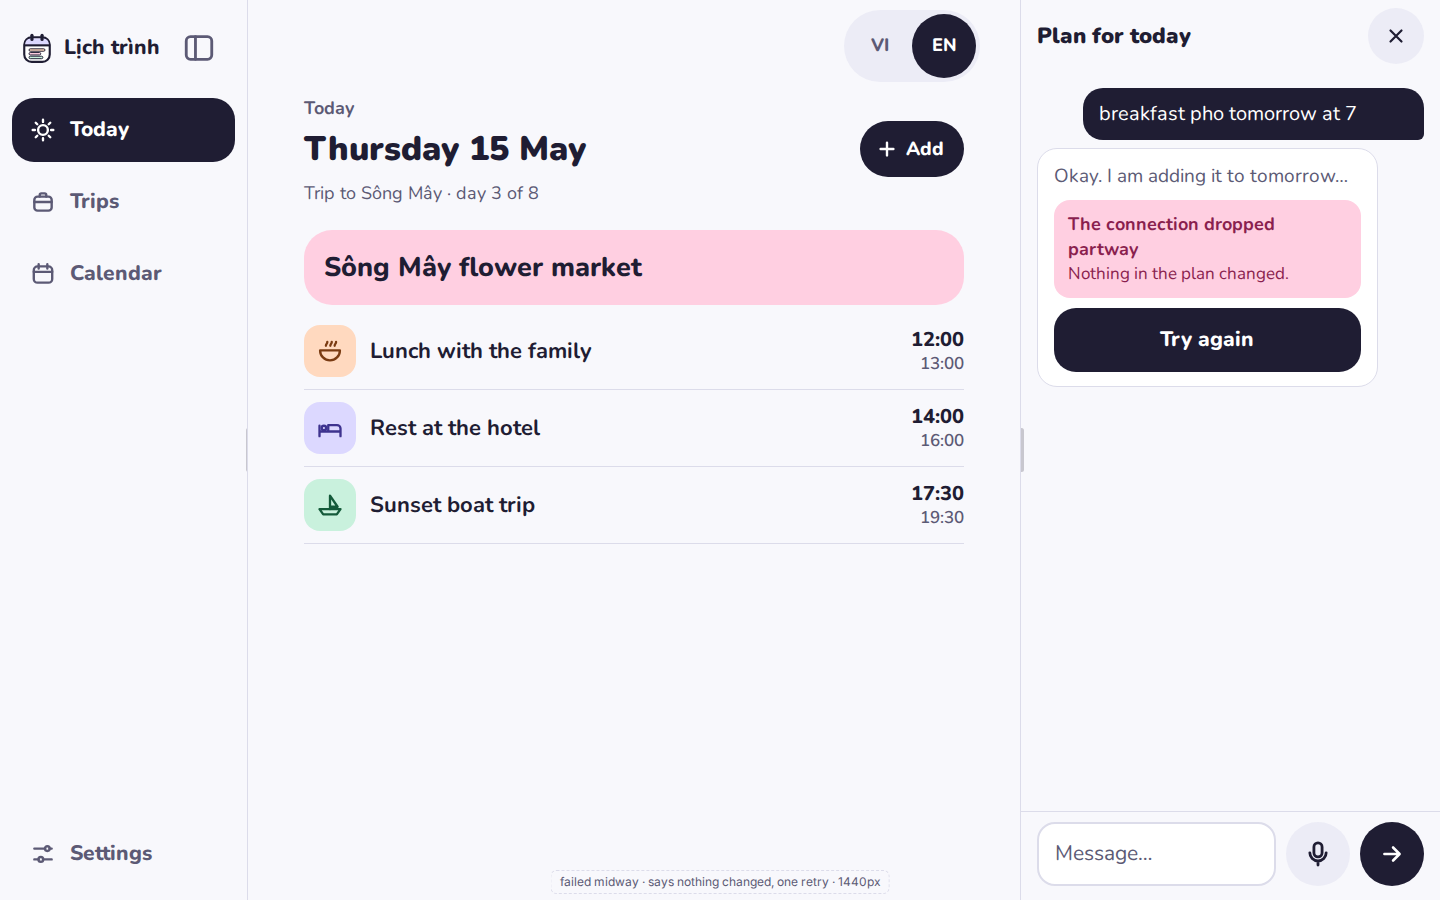 Lịch trình
Today
Trips
Calendar
Settings
VI
EN
Today
Thursday 15 May
Trip to Sông Mây · day 3 of 8
Add
Sông Mây flower market
Lunch with the family
12:00
13:00
Rest at the hotel
14:00
16:00
Sunset boat trip
17:30
19:30
failed midway · says nothing changed, one retry · 1440px
Plan for today
breakfast pho tomorrow at 7
Okay. I am adding it to tomorrow...
The connection dropped
partway
Nothing in the plan changed.
Try again
Message...